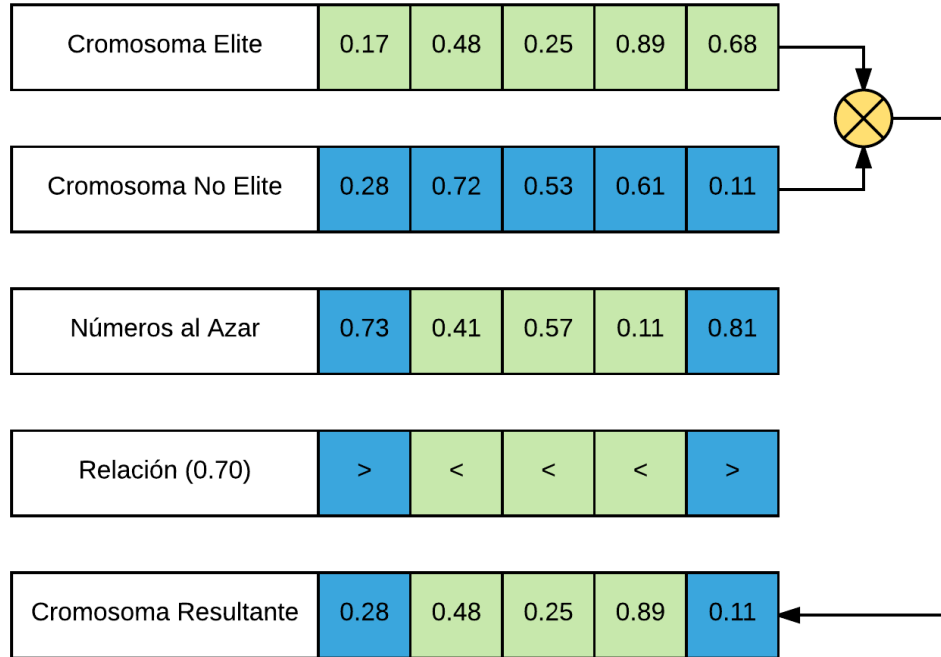 Cromosoma Elite 0.17 0.48 0.25 0.89 0.68
Cromosoma No Elite 0.28 0.72 0.53 0.61 0.11
Números al Azar 0.73 0.41 0.57 0.11 0.81
Relación (0.70) > < < < >
Cromosoma Resultante 0.28 0.48 0.25 0.89 0.11